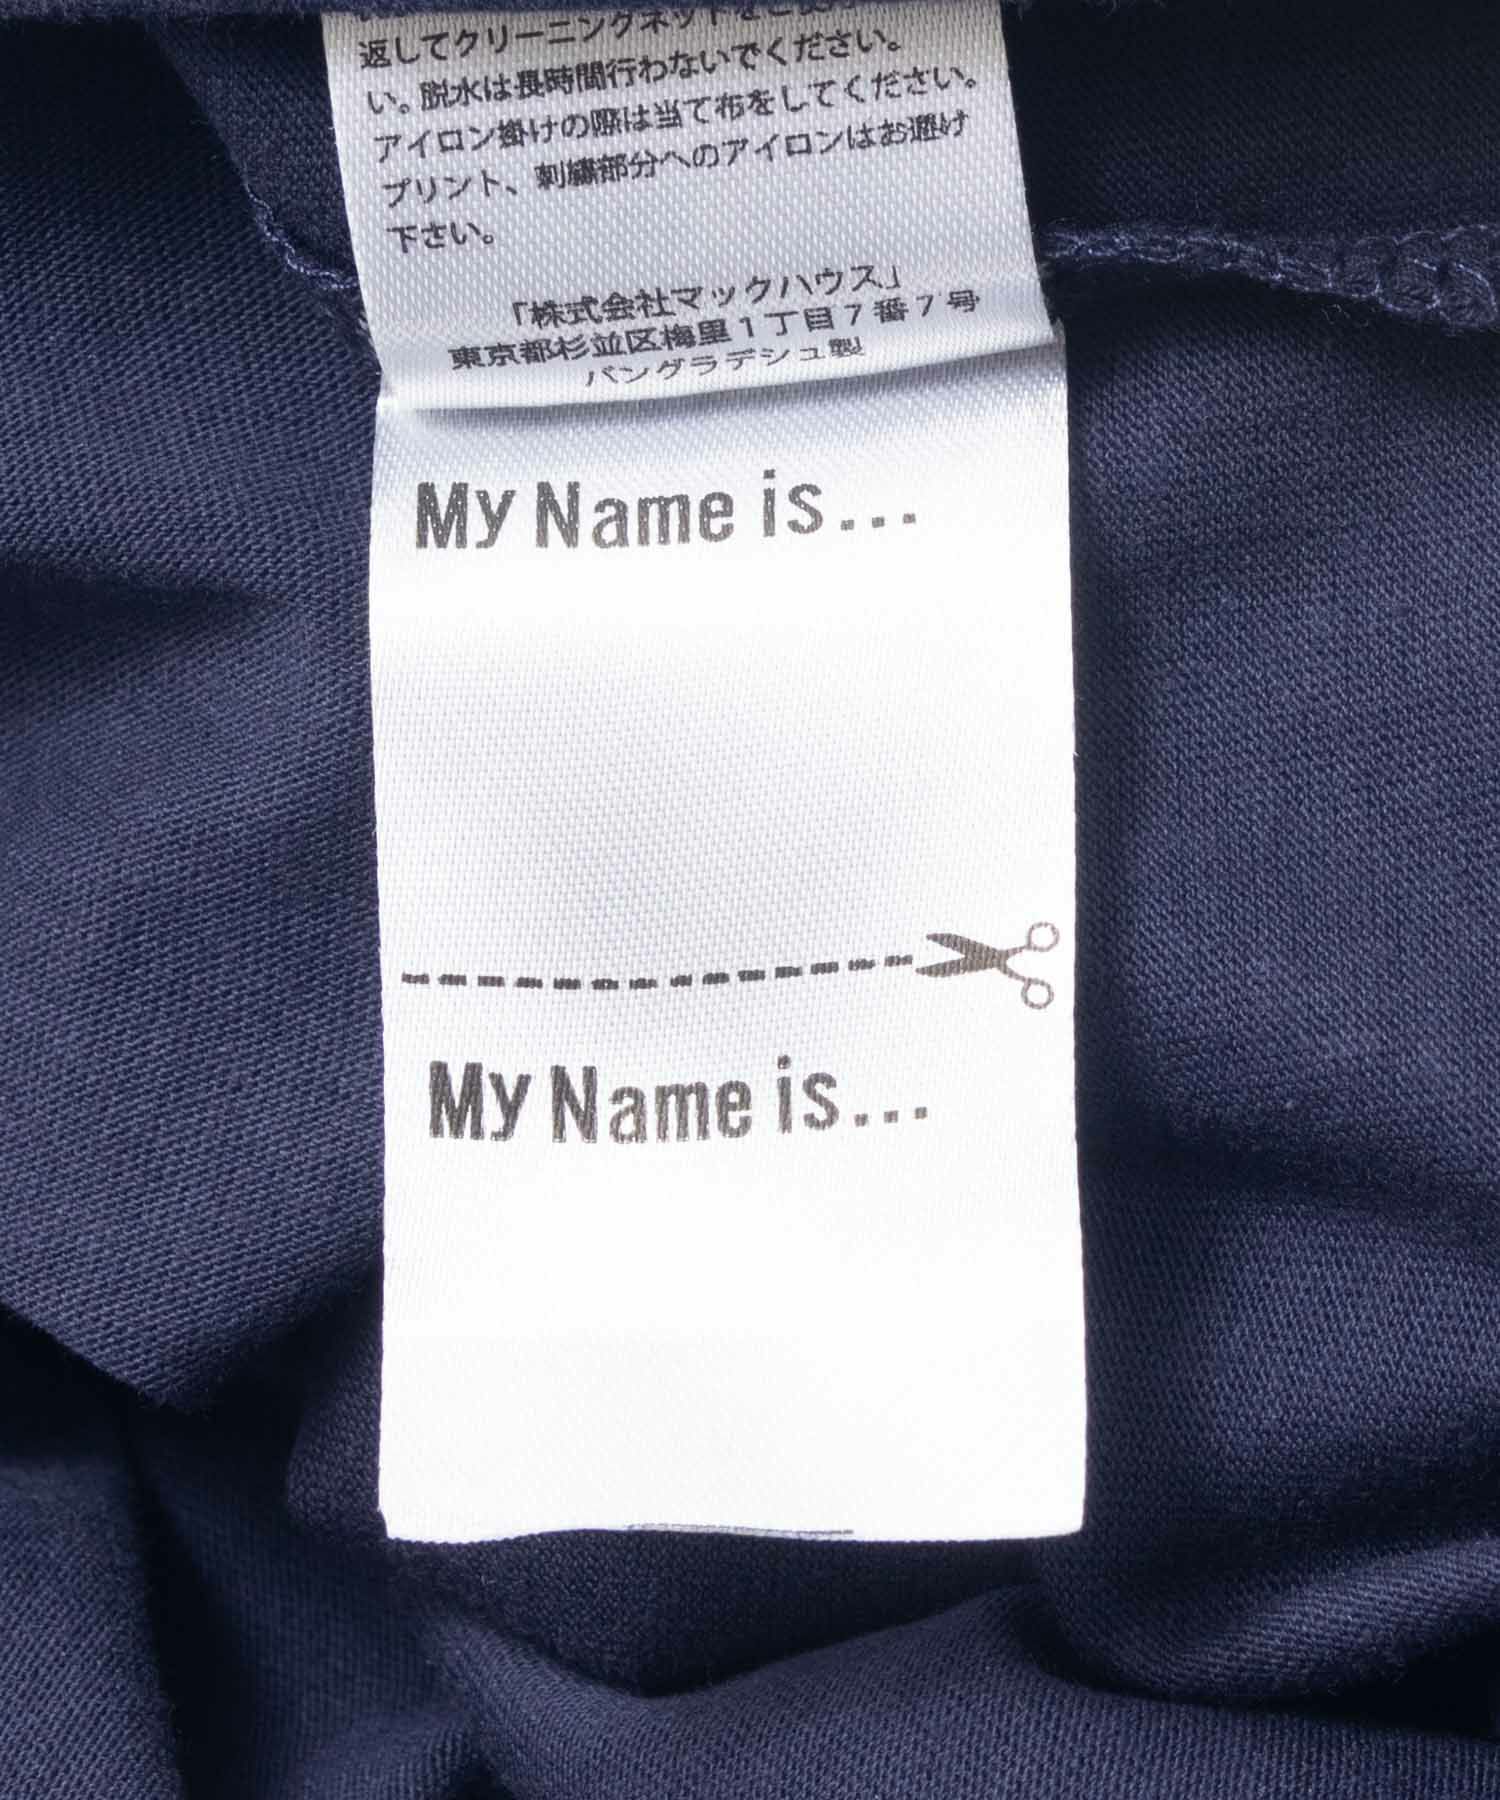 返してクリーニングネットをご使用
い。脱水は長時間行わないでください。
アイロン掛けの際は当て布をしてください。
プリント、刺繍部分へのアイロンはお避け
下さい。
「株式会社マックハウス」
東京都杉並区梅里1丁目7番7号
バングラデシュ製
My Name is...
My Name is...